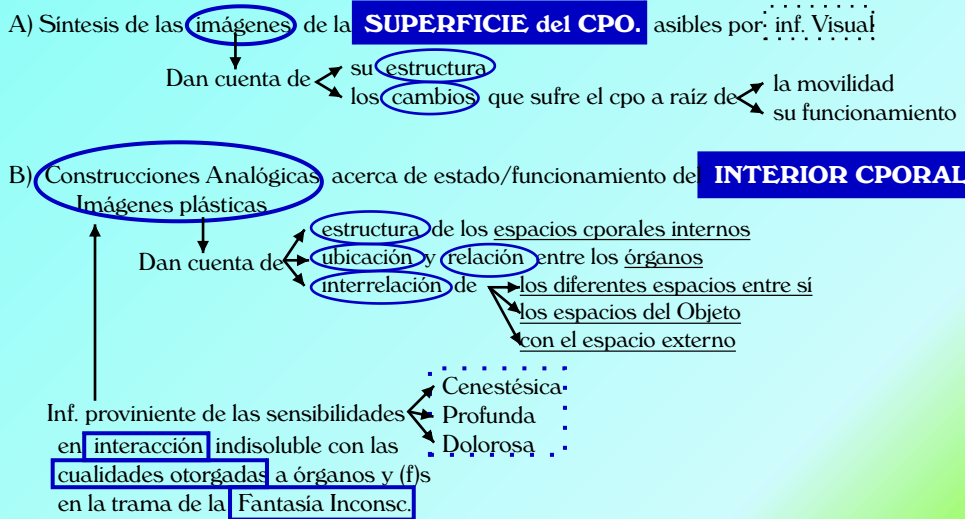 A) Síntesis de las imágenes de la SUPERFICIE del CPO. asibles por inf. Visual
Dan cuenta de su estructura
los cambios que sufre el cpo a raíz de la movilidad
su funcionamiento
B) Construcciones Analógicas acerca de estado/funcionamiento del INTERIOR CPORAL
Imágenes plásticas
Dan cuenta de estructura de los espacios cporales internos
ubicación y relación entre los órganos
interrelación de los diferentes espacios entre sí
los espacios del Objeto
con el espacio externo
Inf. proviniente de las sensibilidades Cenestésica
Profunda
Dolorosa
en interacción indisoluble con las
cualidades otorgadas a órganos y (f)s
en la trama de la Fantasía Inconsc.